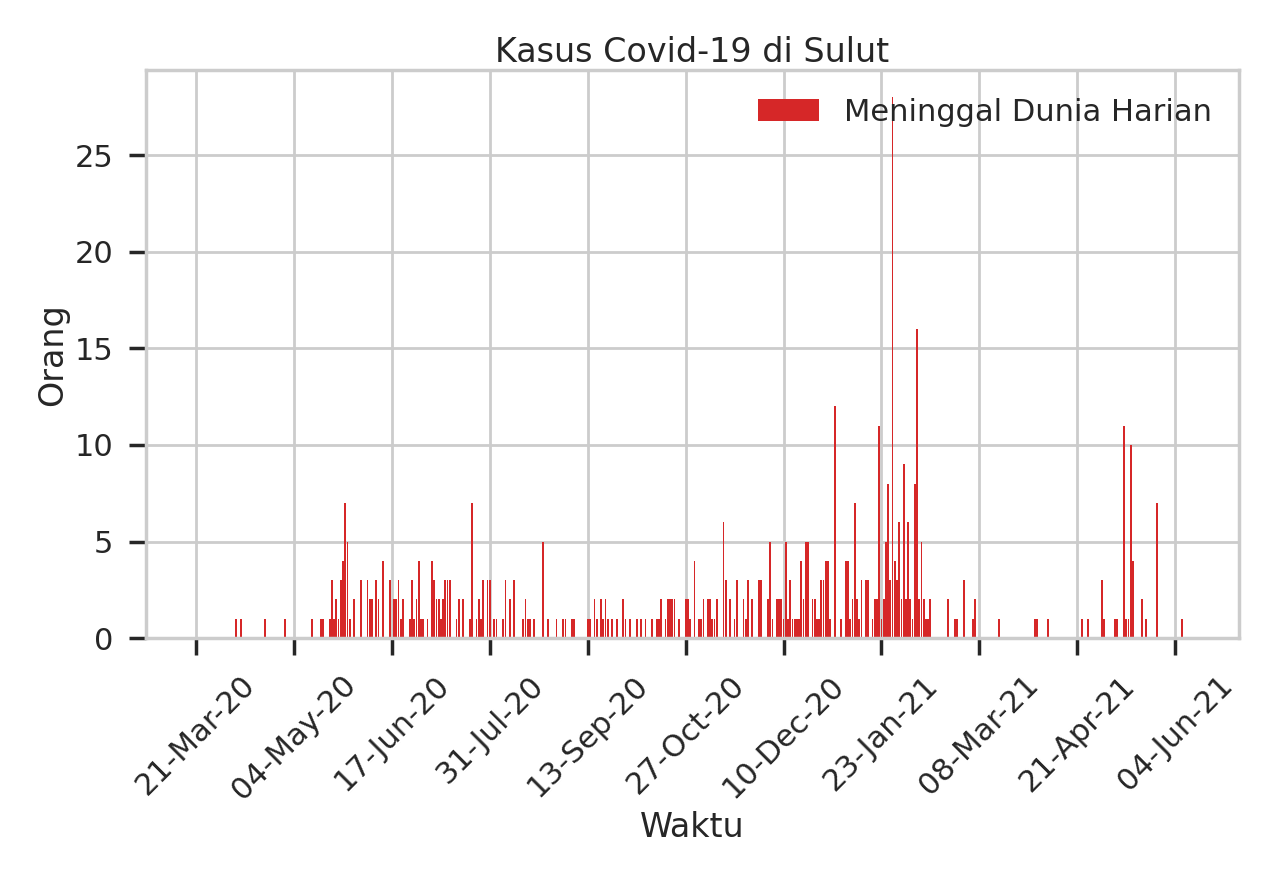 Kasus Covid-19 di Sulut
Meninggal Dunia Harian
Orang
25
20
15
10
5
0
21-Mar-20
04-May-20
17-Jun-20
31-Jul-20
13-Sep-20
27-Oct-20
10-Dec-20
23-Jan-21
08-Mar-21
21-Apr-21
04-Jun-21
Waktu